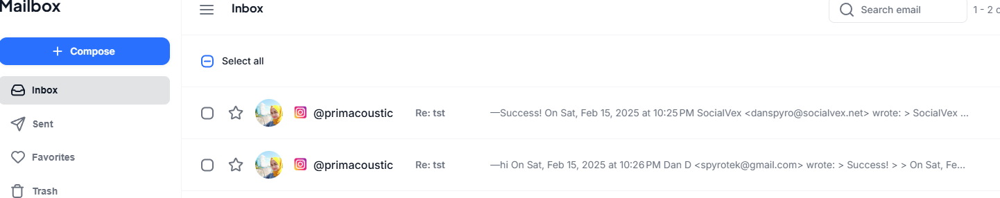 Mailbox
Inbox
Search email
1 - 2
Compose
Select all
Inbox
@primacoustic Re: tst —Success! On Sat, Feb 15, 2025 at 10:25 PM SocialVex <danspyro@socialvex.net> wrote: > SocialVex ...
Sent
Favorites
@primacoustic Re: tst —hi On Sat, Feb 15, 2025 at 10:26 PM Dan D <spyrotek@gmail.com> wrote: > Success! > > On Sat, Fe...
Trash